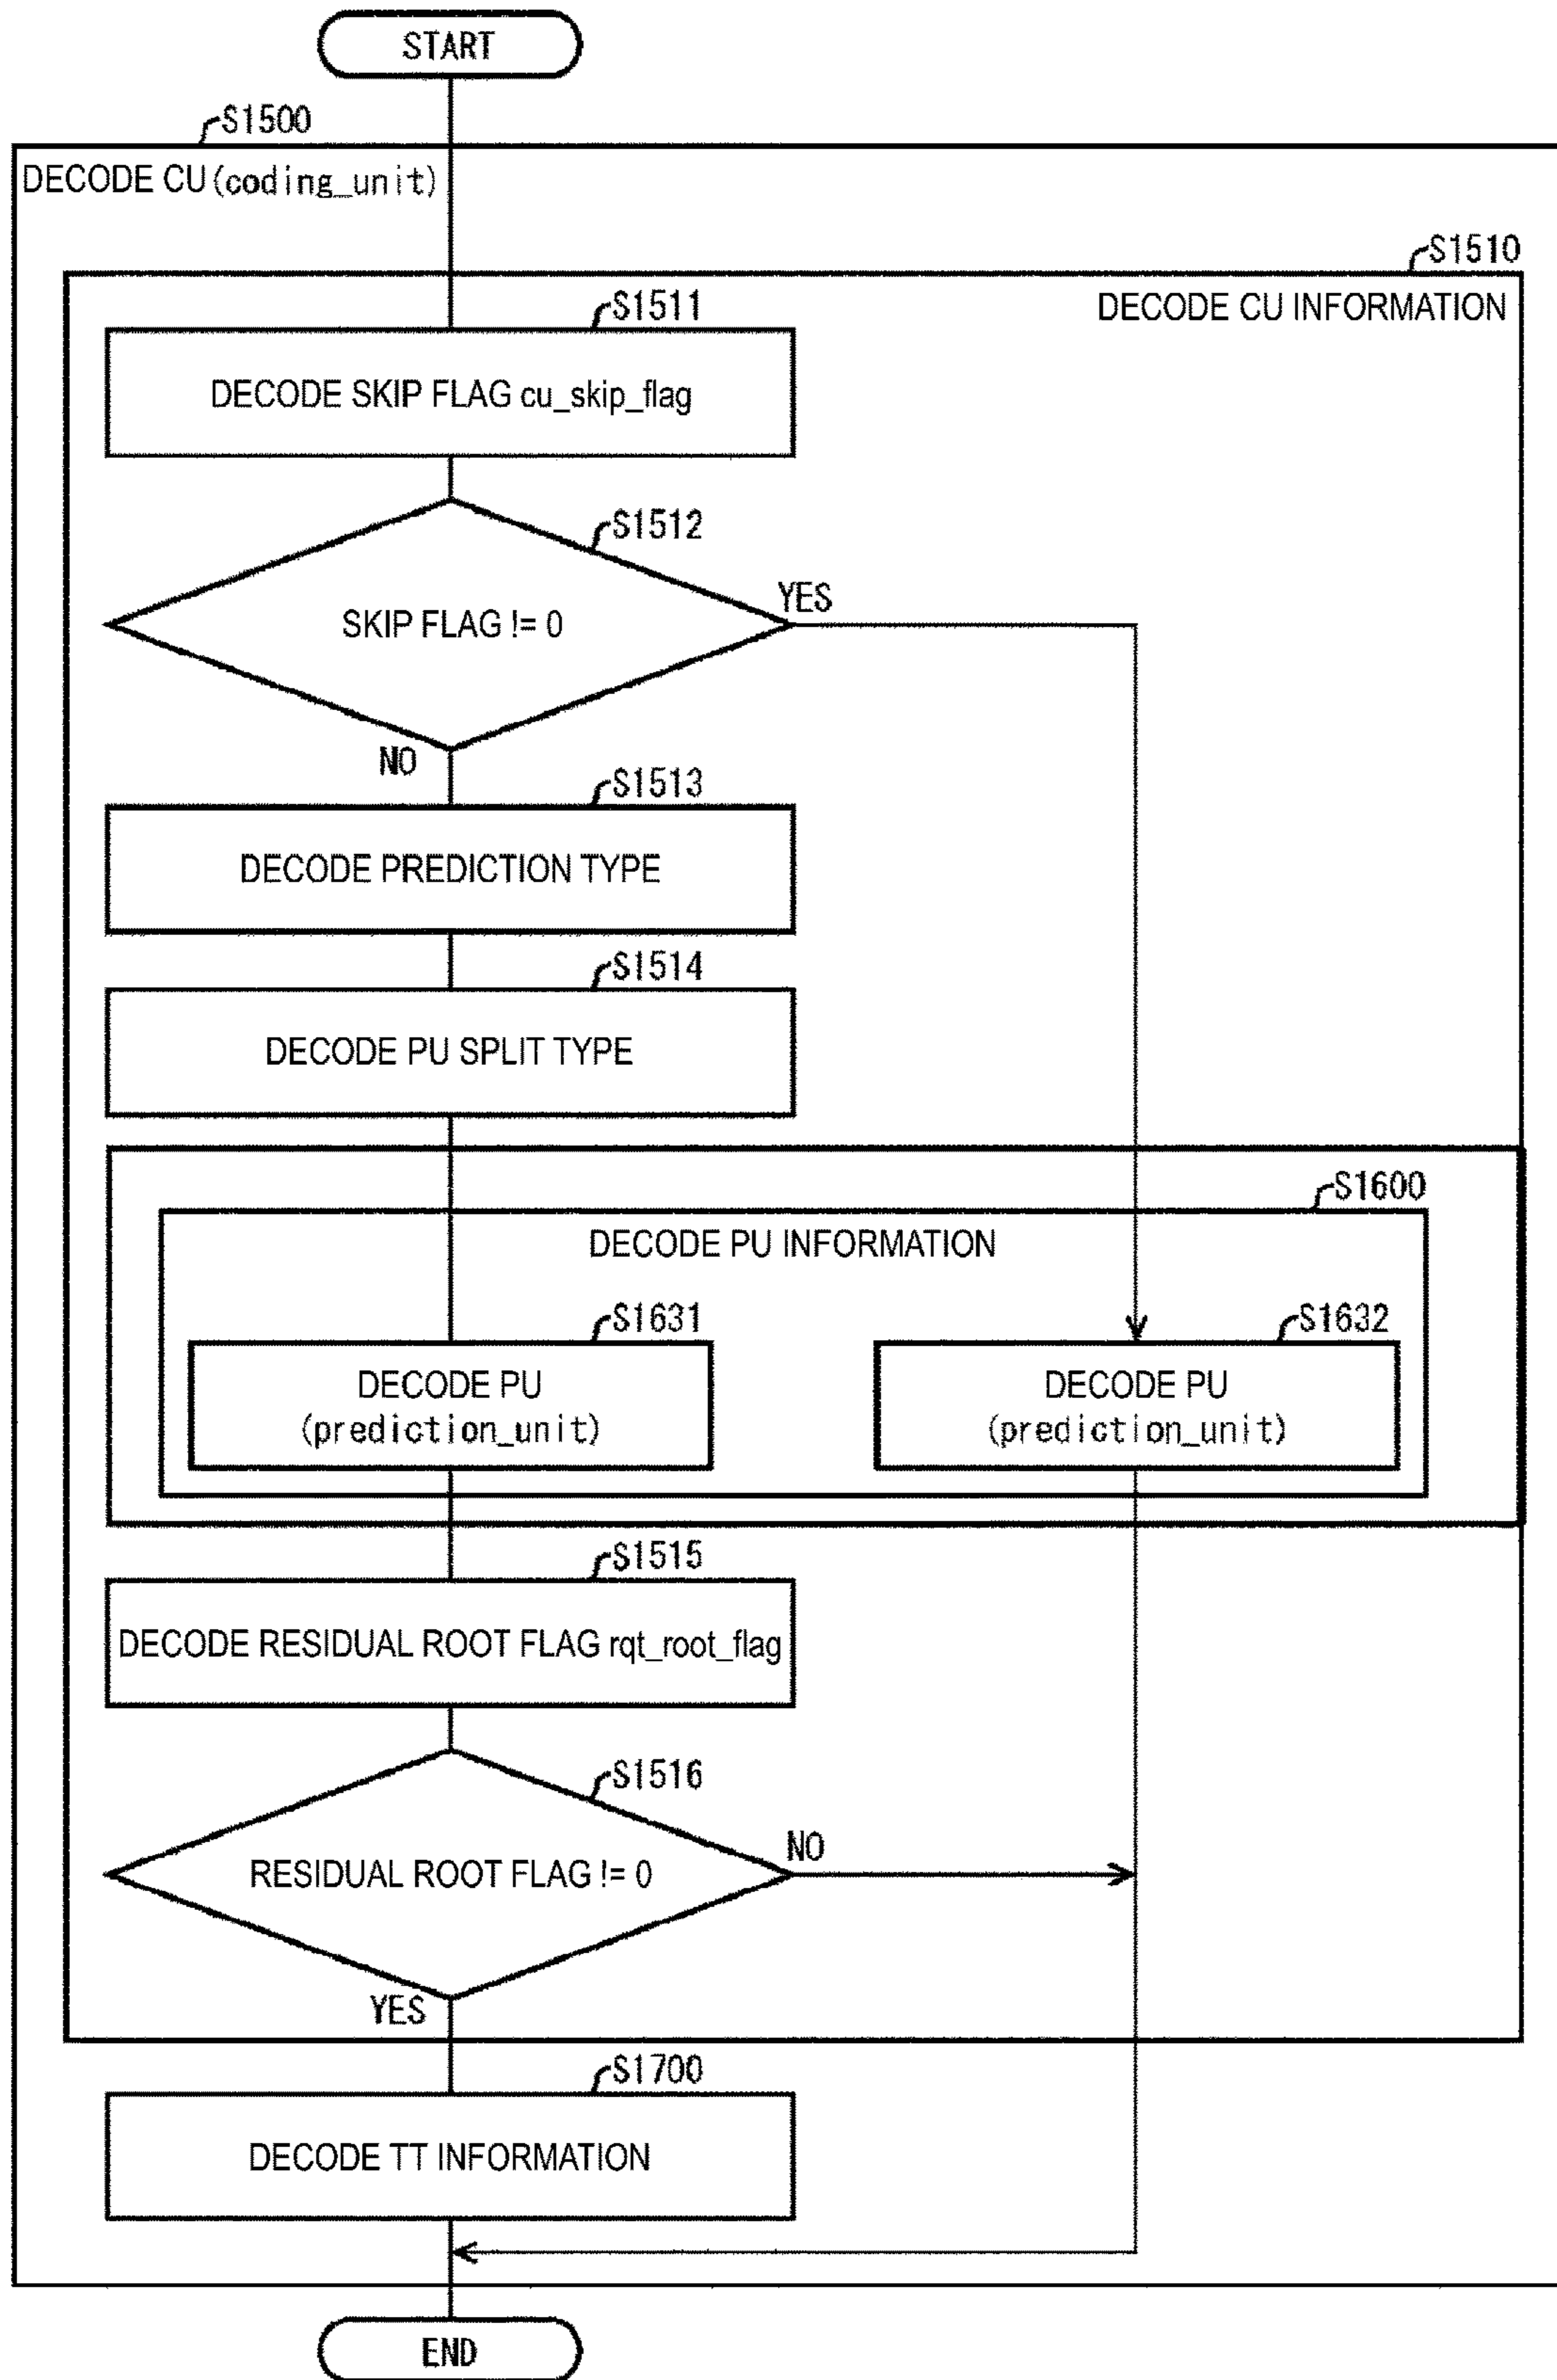 START
S1500
DECODE CU (coding_unit)
S1510
DECODE CU INFORMATION
S1511
DECODE SKIP FLAG cu_skip_flag
S1512
SKIP FLAG != 0
YES
NO
S1513
DECODE PREDICTION TYPE
S1514
DECODE PU SPLIT TYPE
S1600
DECODE PU INFORMATION
S1631
DECODE PU
(prediction_unit)
S1632
DECODE PU
(prediction_unit)
S1515
DECODE RESIDUAL ROOT FLAG rqt_root_flag
S1516
RESIDUAL ROOT FLAG != 0
NO
YES
S1700
DECODE TT INFORMATION
END